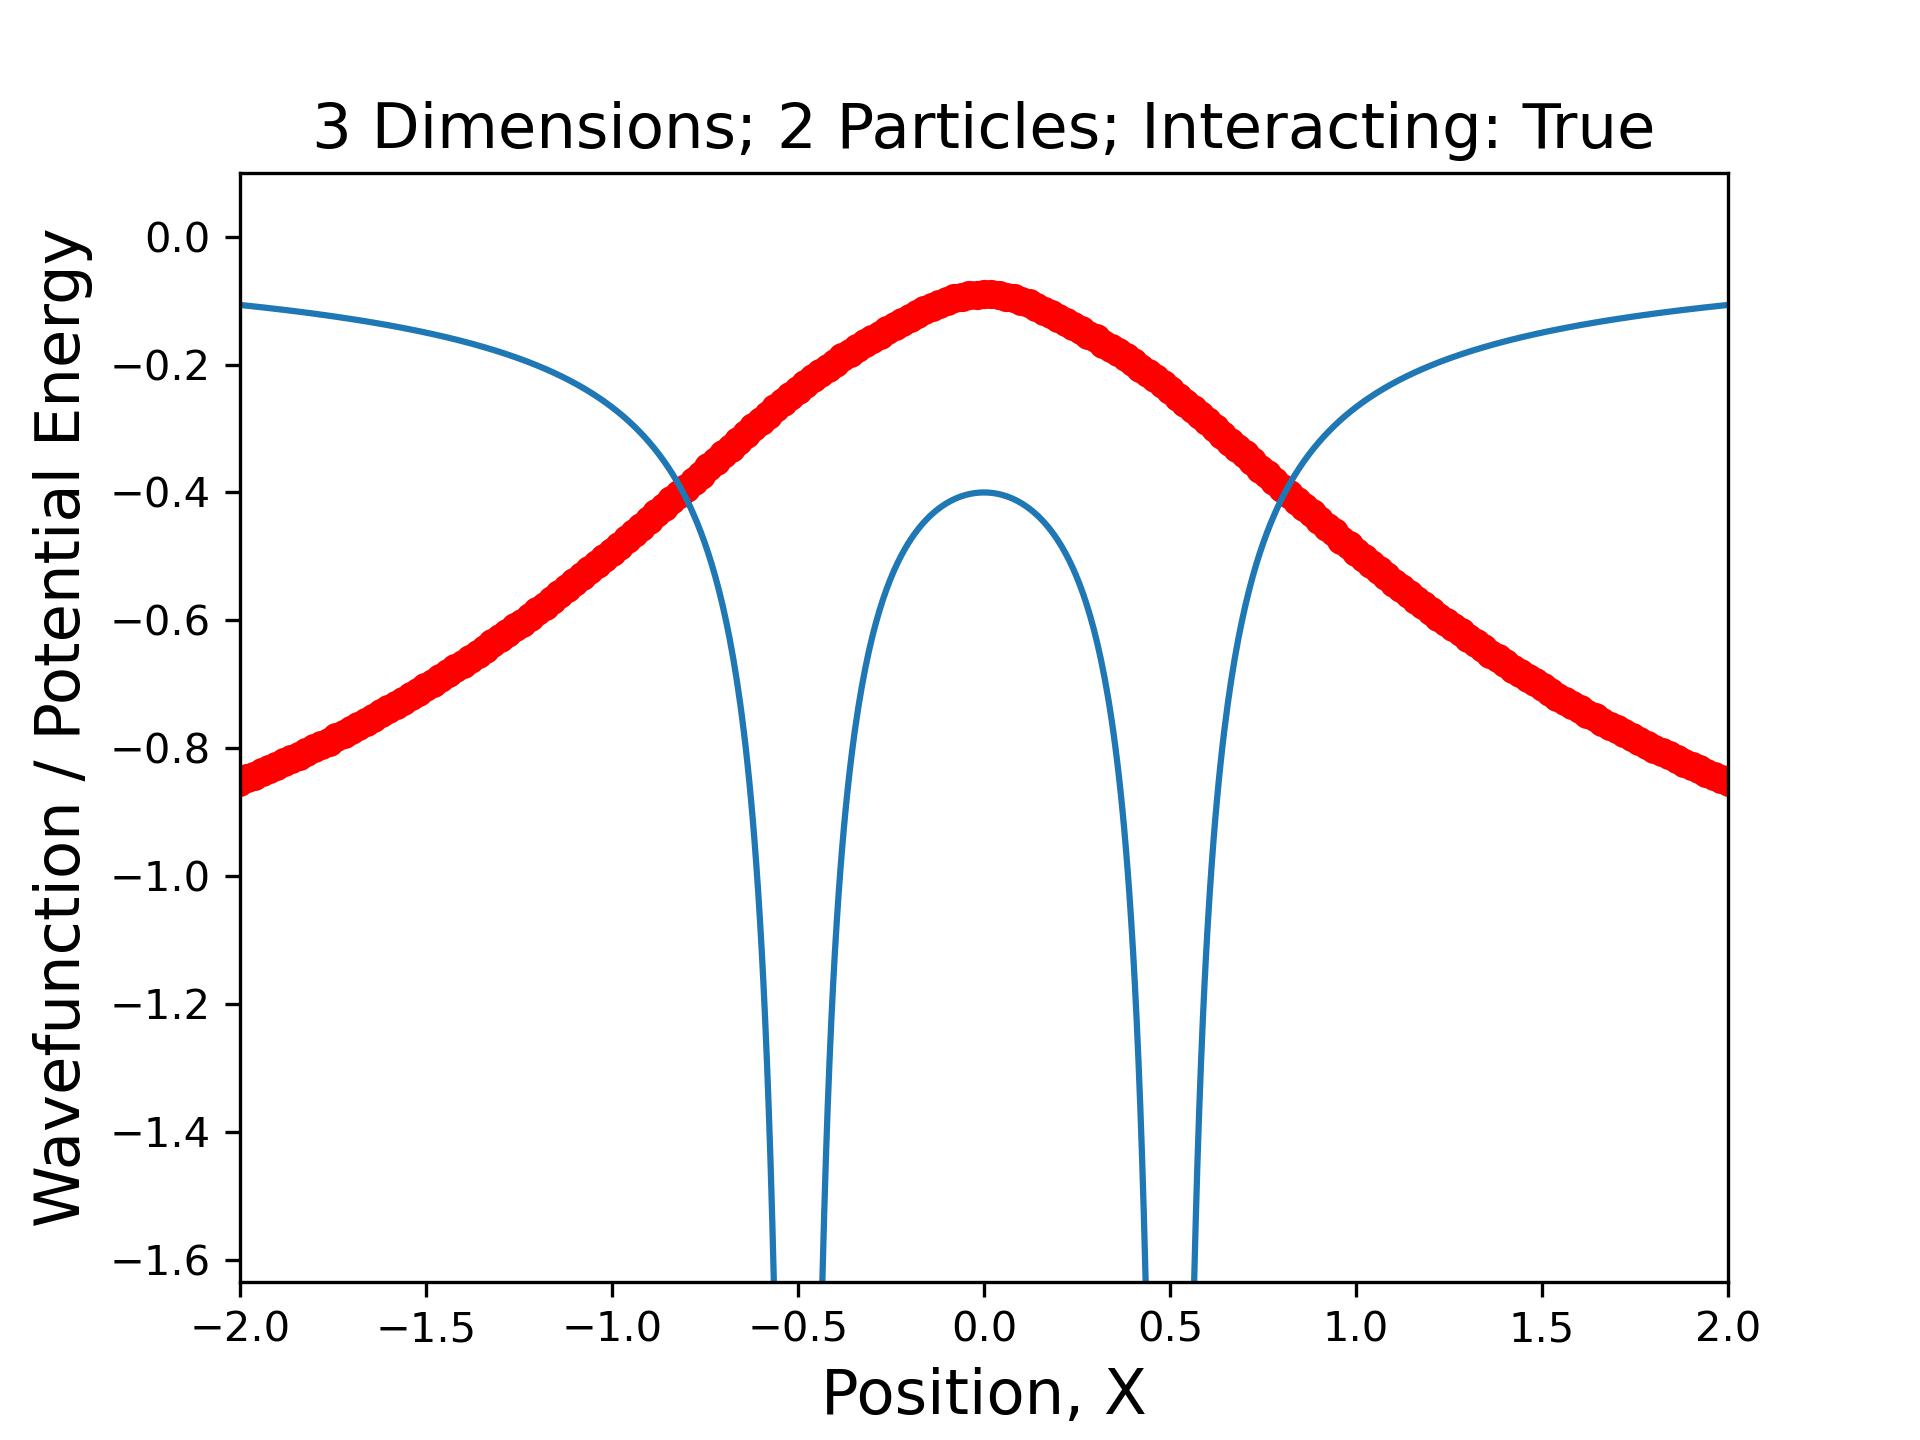 3 Dimensions; 2 Particles; Interacting: True
Wavefunction / Potential Energy
0.0
−0.2
−0.4
−0.6
−0.8
−1.0
−1.2
−1.4
−1.6
−2.0 −1.5 −1.0 −0.5 0.0 0.5 1.0 1.5 2.0
Position, X